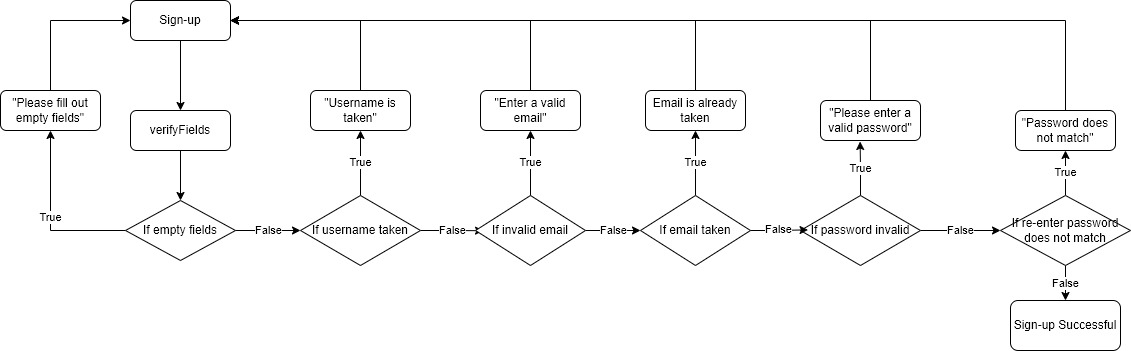 Sign-up
"Please fill out
empty fields"
verifyFields
"Username is
taken"
"Enter a valid
email"
Email is already
taken
"Please enter a
valid password"
"Password does
not match"
True
True
True
True
True
True
If empty fields
False
If username taken
False
If invalid email
False
If email taken
False
If password invalid
False
If re-enter password
does not match
False
Sign-up Successful